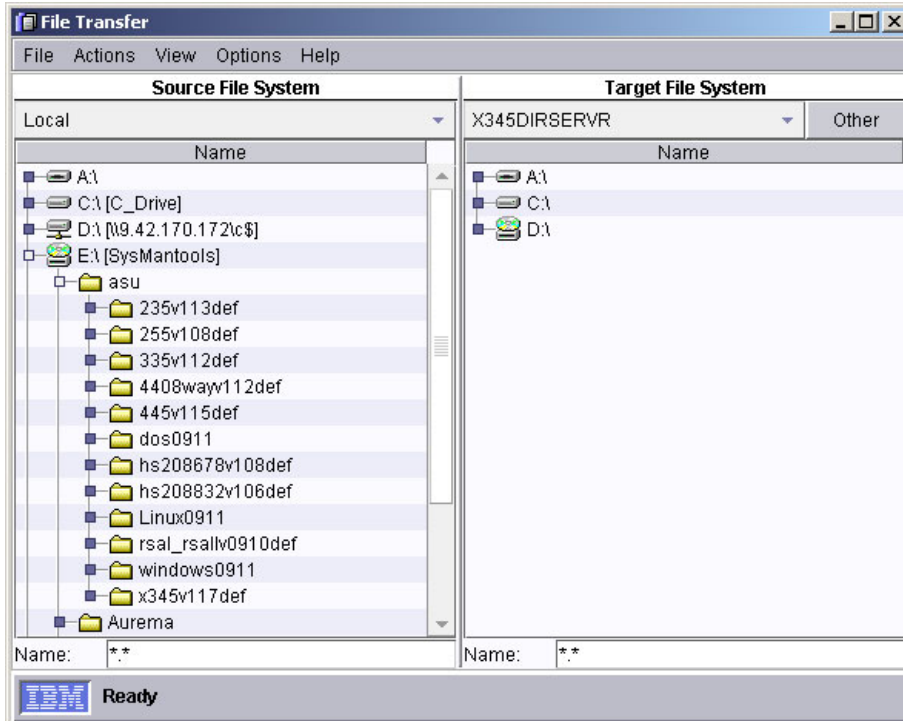 File Transfer
File Actions View Options Help
Source File System
Local
Name
A:\
C:\ [C_Drive]
D:\ [\\9.42.170.172\c$]
E:\ [SysMantools]
asu
235v113def
255v108def
335v112def
4408wayv112def
445v115def
dos0911
hs208678v108def
hs208832v106def
Linux0911
rsal_rsallv0910def
windows0911
x345v117def
Aurema
Name: *.*
Target File System
X345DIRSERVR Other
Name
A:\
C:\
D:\
Name: *.*
IBM Ready